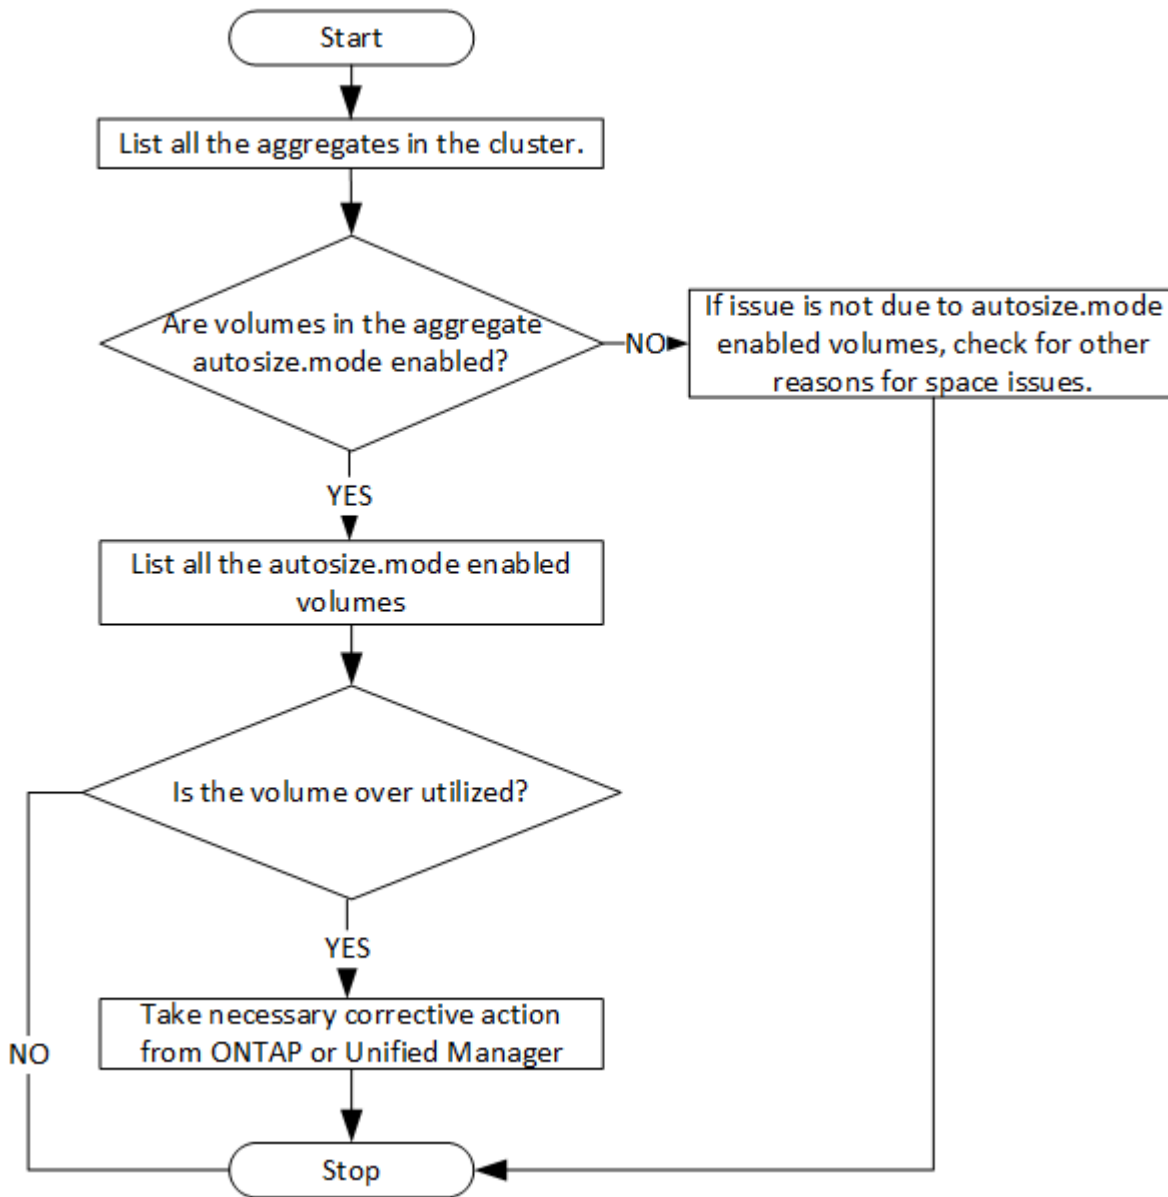 Start
List all the aggregates in the cluster.
Are volumes in the aggregate
autosize.mode enabled?
NO
If issue is not due to autosize.mode
enabled volumes, check for other
reasons for space issues.
YES
List all the autosize.mode enabled
volumes
Is the volume over utilized?
YES
Take necessary corrective action
from ONTAP or Unified Manager
NO
Stop